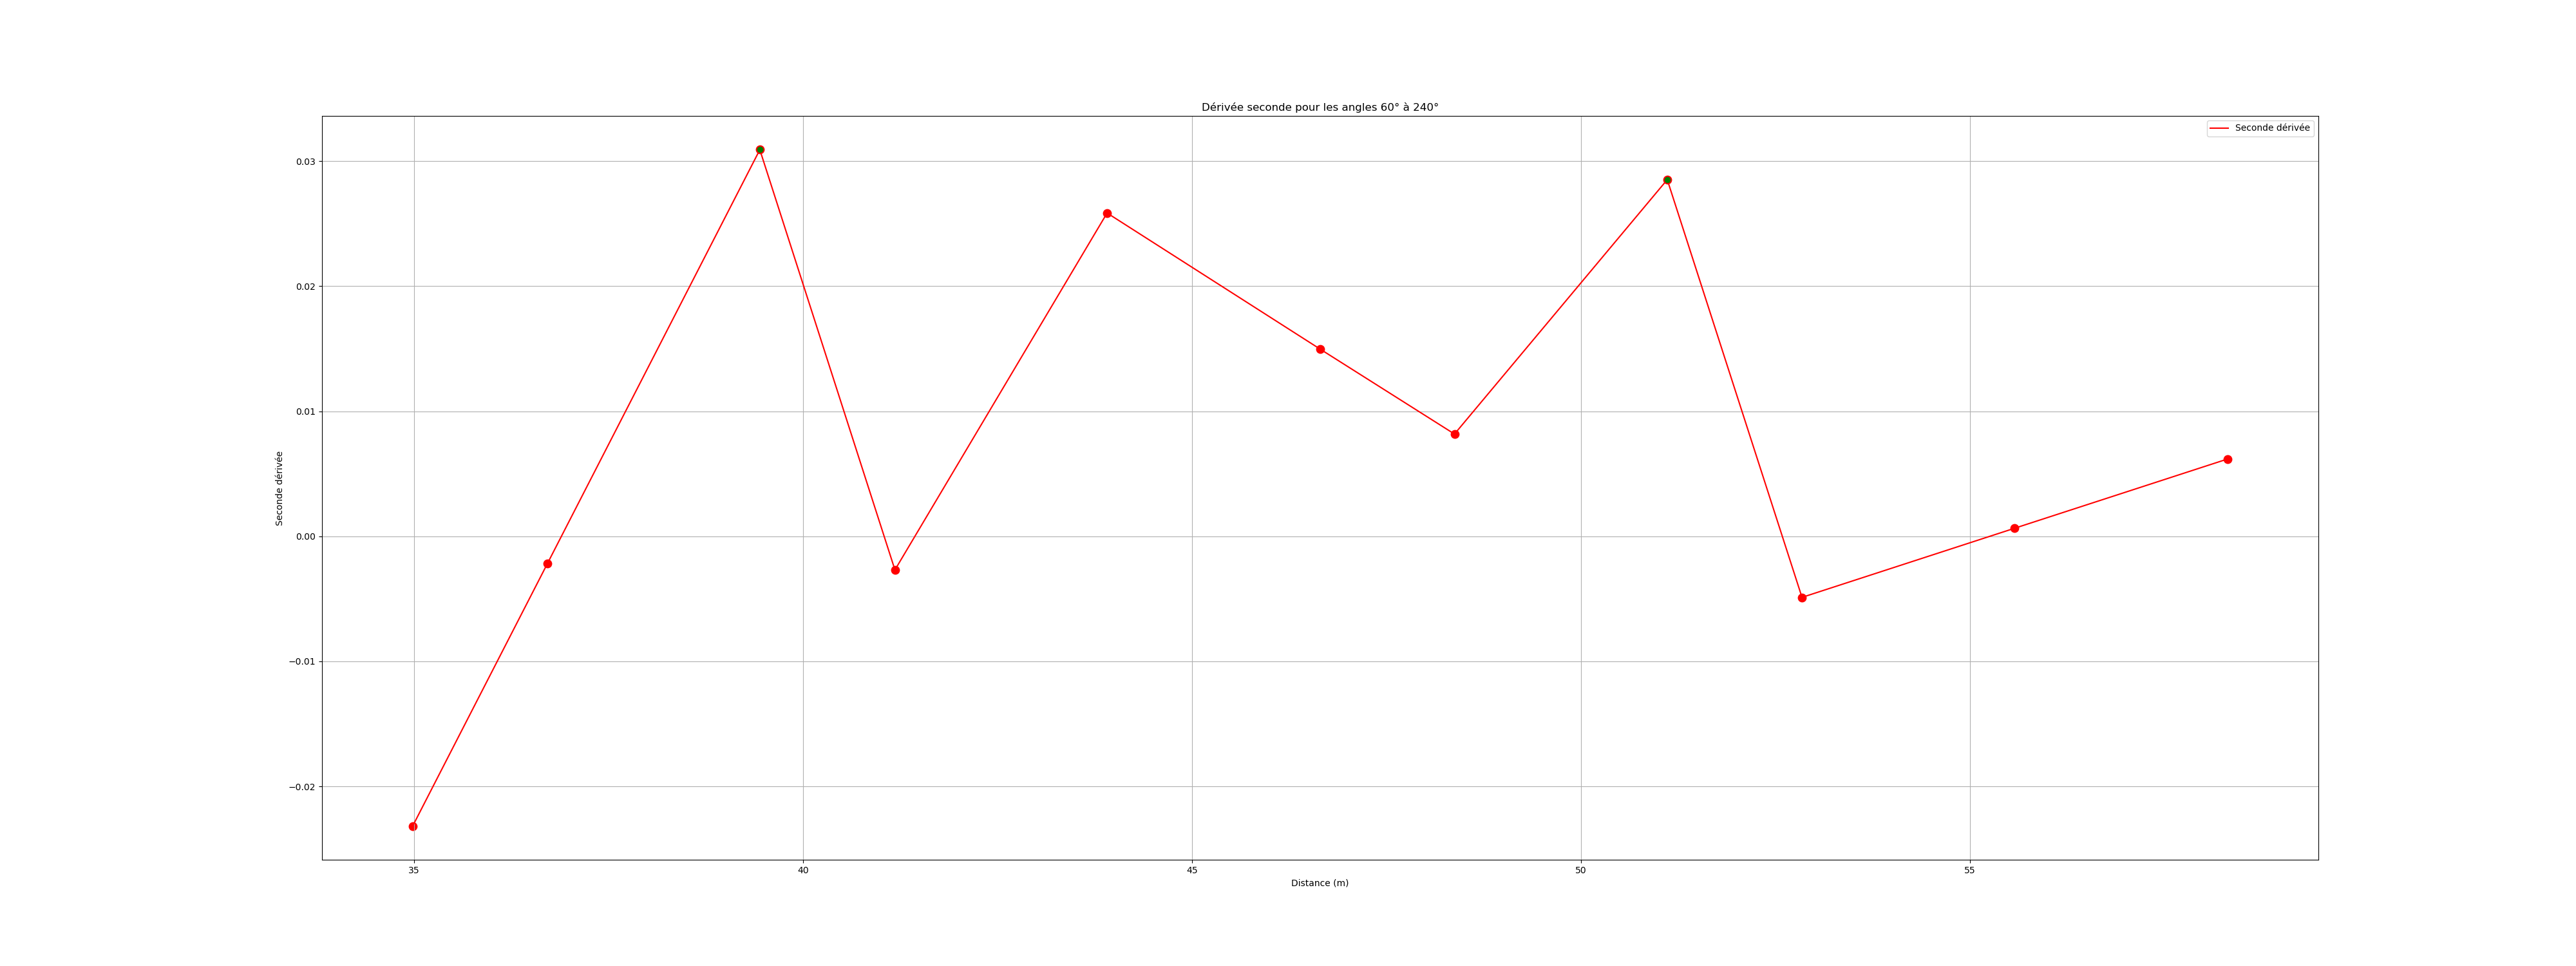 Dérivée seconde pour les angles 60° à 240°
Seconde dérivée
0.03
0.02
0.01
0.00
−0.01
−0.02
Seconde dérivée
35 40 45 50 55
Distance (m)